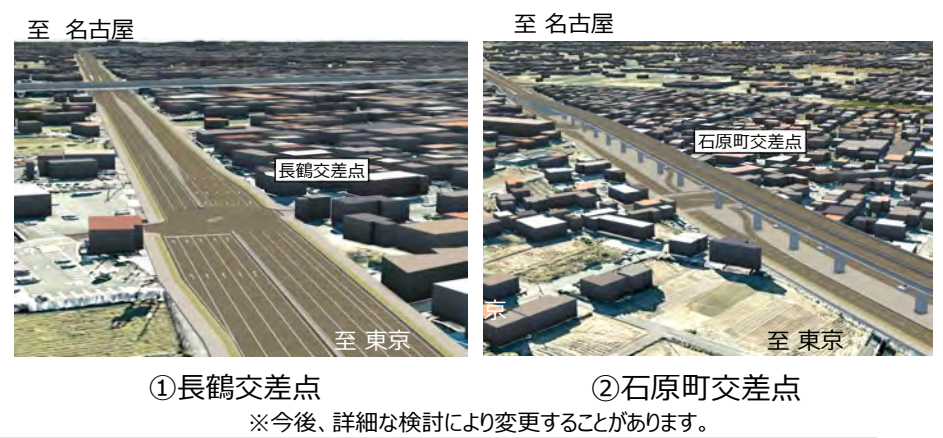 至 名古屋
長鶴交差点
至 東京
①長鶴交差点
至 名古屋
石原町交差点
京
至 東京
②石原町交差点
※今後、詳細な検討により変更することがあります。